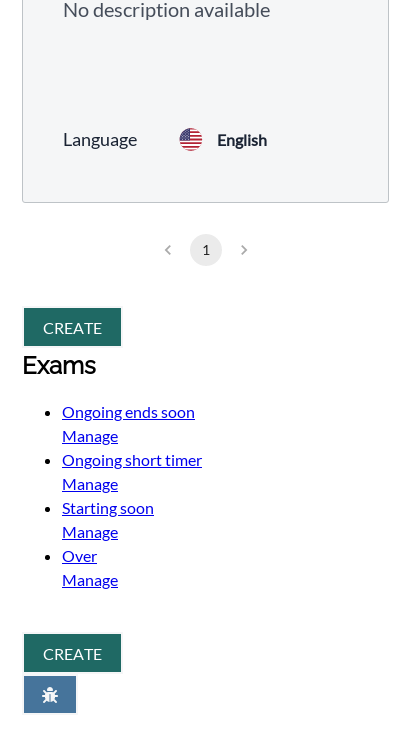 No description available
Language English
1
CREATE
Exams
Ongoing ends soon
Manage
Ongoing short timer
Manage
Starting soon
Manage
Over
Manage
CREATE